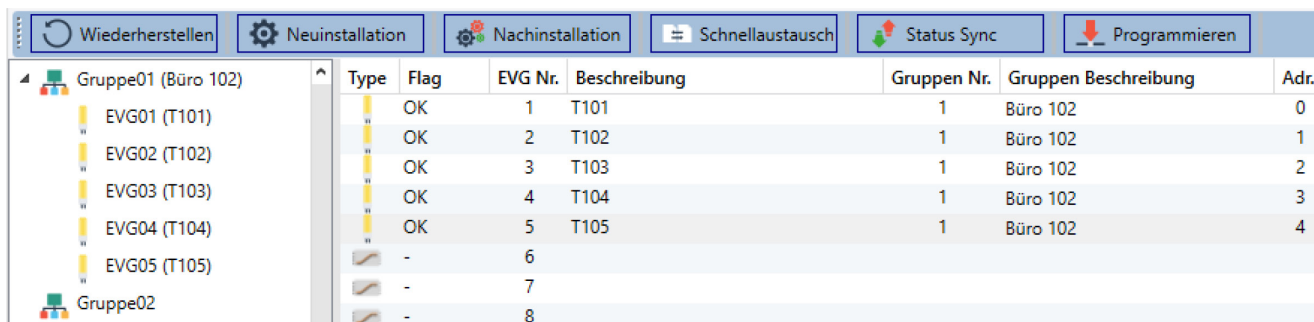 Wiederherstellen Neuinstallation Nachinstallation Schnellaustausch Status Sync Programmieren
Gruppe01 (Büro 102)
EVG01 (T101)
EVG02 (T102)
EVG03 (T103)
EVG04 (T104)
EVG05 (T105)
Gruppe02
Type Flag EVG Nr. Beschreibung Gruppen Nr. Gruppen Beschreibung Adr.
OK 1 T101 1 Büro 102 0
OK 2 T102 1 Büro 102 1
OK 3 T103 1 Büro 102 2
OK 4 T104 1 Büro 102 3
OK 5 T105 1 Büro 102 4
- 6
- 7
- 8